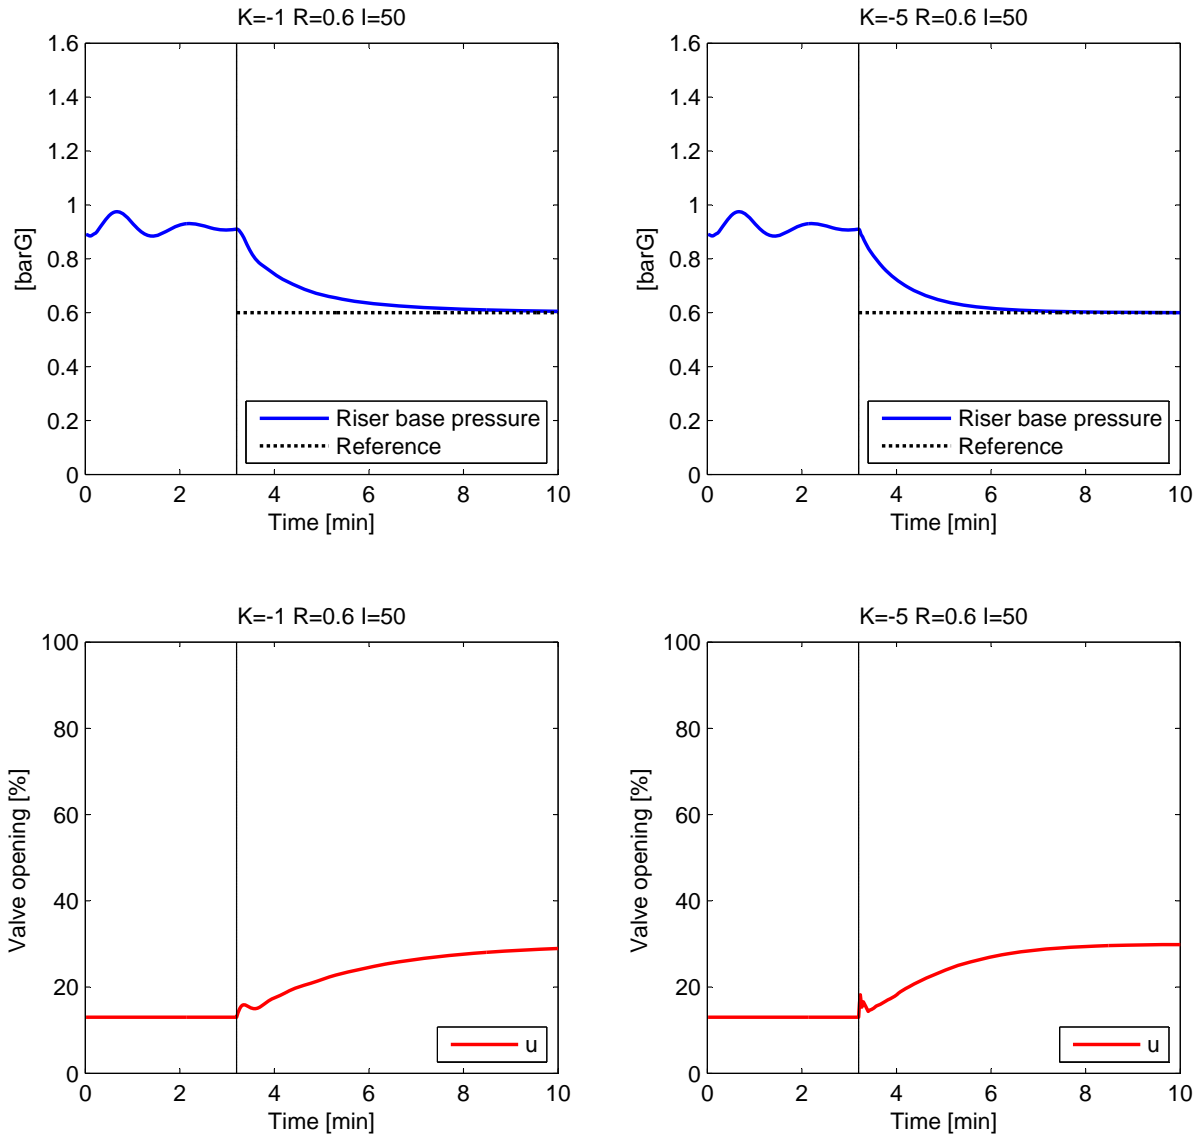 K=-1 R=0.6 I=50
1.6
1.4
1.2
1
0.8
0.6
0.4
0.2
0
[barG]
Riser base pressure
Reference
0 2 4 6 8 10
Time [min]
K=-5 R=0.6 I=50
1.6
1.4
1.2
1
0.8
0.6
0.4
0.2
0
[barG]
Riser base pressure
Reference
0 2 4 6 8 10
Time [min]
K=-1 R=0.6 I=50
100
80
60
40
20
0
Valve opening [%]
u
0 2 4 6 8 10
Time [min]
K=-5 R=0.6 I=50
100
80
60
40
20
0
Valve opening [%]
u
0 2 4 6 8 10
Time [min]